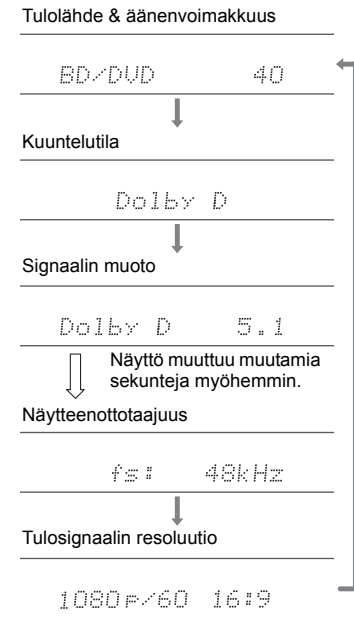 Tulolähde & äänenvoimakkuus
BD/DVD 40
Kuuntelutila
Dolby D
Signaalin muoto
Dolby D 5.1
Näyttö muuttuu muutamia
sekunteja myöhemmin.
Näytteenottotaajuus
fs: 48kHz
Tulosignaalin resoluutio
1080p/60 16:9